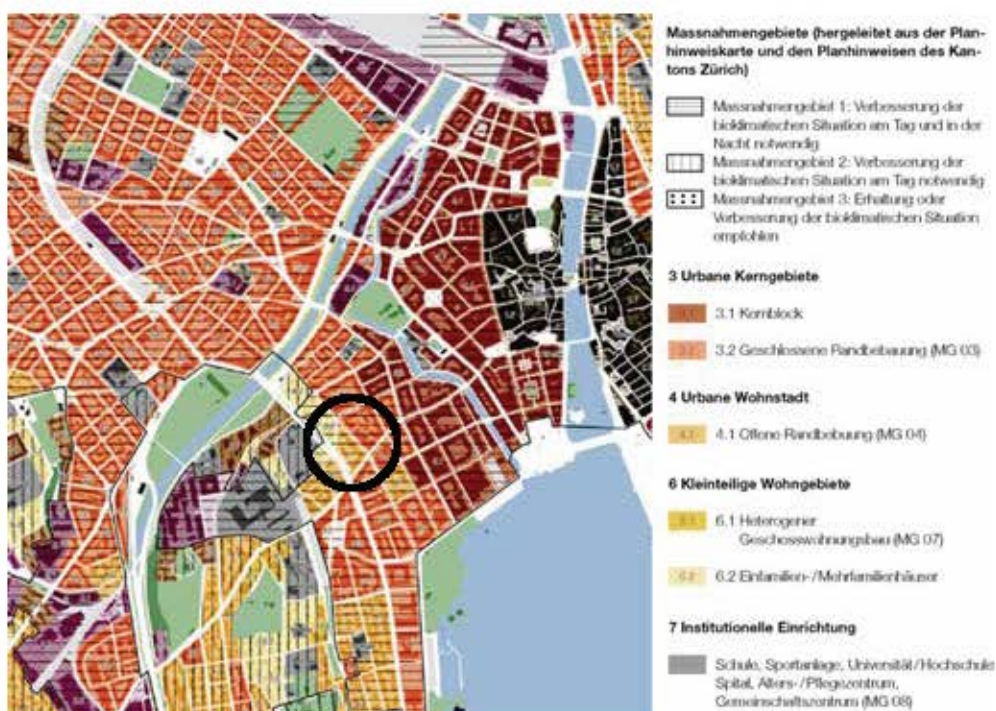 Massnahmengebiete (hergeleitet aus der Plan-
hinweiskarte und den Planhinweisen des Kan-
tons Zürich)
Massnahmengebiet 1: Verbesserung der
bioklimatischen Situation am Tag und in der
Nacht notwendig
Massnahmengebiet 2: Verbesserung der
bioklimatischen Situation am Tag notwendig
Massnahmengebiet 3: Erhaltung oder
Verbesserung der bioklimatischen Situation
empfohlen
3 Urbane Kerngebiete
3.1 Kernblock
3.2 Geschlossene Randbebauung (MG 03)
4 Urbane Wohnstadt
4.1 Offene Randbebuung (MG 04)
6 Kleinteilige Wohngebiete
6.1 Heterogener
Geschosswohnungsbau (MG 07)
6.2 Einfamilien-/Mehrfamilienhäuser
7 Institutionelle Einrichtung
Schule, Sportanlage, Universität/Hochschule
Spital, Alters-/Pflegezentrum,
Gemeinschaftszentrum (MG 08)